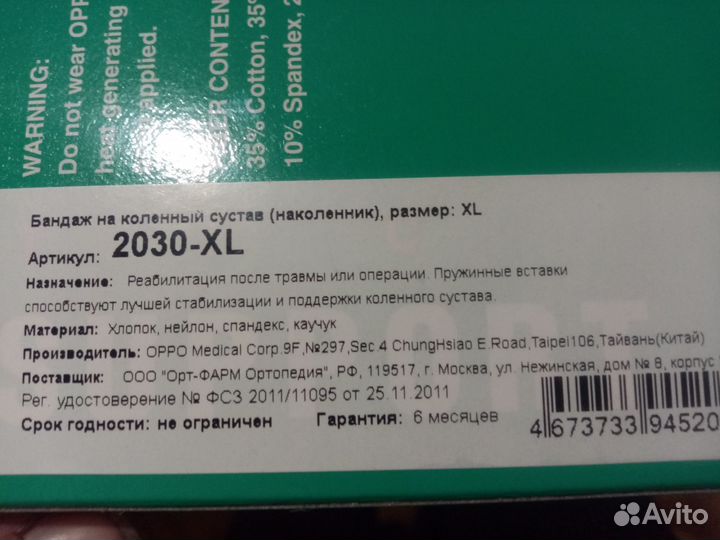 WARNING:
Do not wear OPP
heat generating
applied.
ER CONTEN
35% Cotton, 35%
10% Spandex, 2
Бандаж на коленный сустав (наколенник), размер: XL
Артикул: 2030-XL
Назначение: Реабилитация после травмы или операции. Пружинные вставки
способствуют лучшей стабилизации и поддержки коленного сустава.
Материал: Хлопок, нейлон, спандекс, каучук
Производитель: OPPO Medical Corp.9F,№297,Sec.4 ChungHsiao E.Road,Taipei106,Тайвань(Китай)
Поставщик: ООО "Орт-ФАРМ Ортопедия", РФ, 119517, г. Москва, ул. Нежинская, дом № 8, корпус
Рег. удостоверение № ФСЗ 2011/11095 от 25.11.2011
Срок годности: не ограничен Гарантия: 6 месяцев
4 673733 94520
Avito